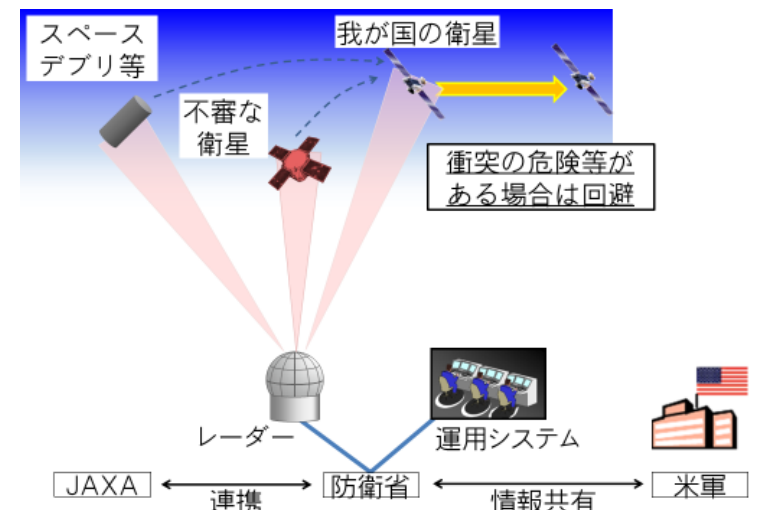 スペース
デブリ等
我が国の衛星
不審な
衛星
衝突の危険等が
ある場合は回避
レーダー
運用システム
JAXA
連携
防衛省
情報共有
米軍